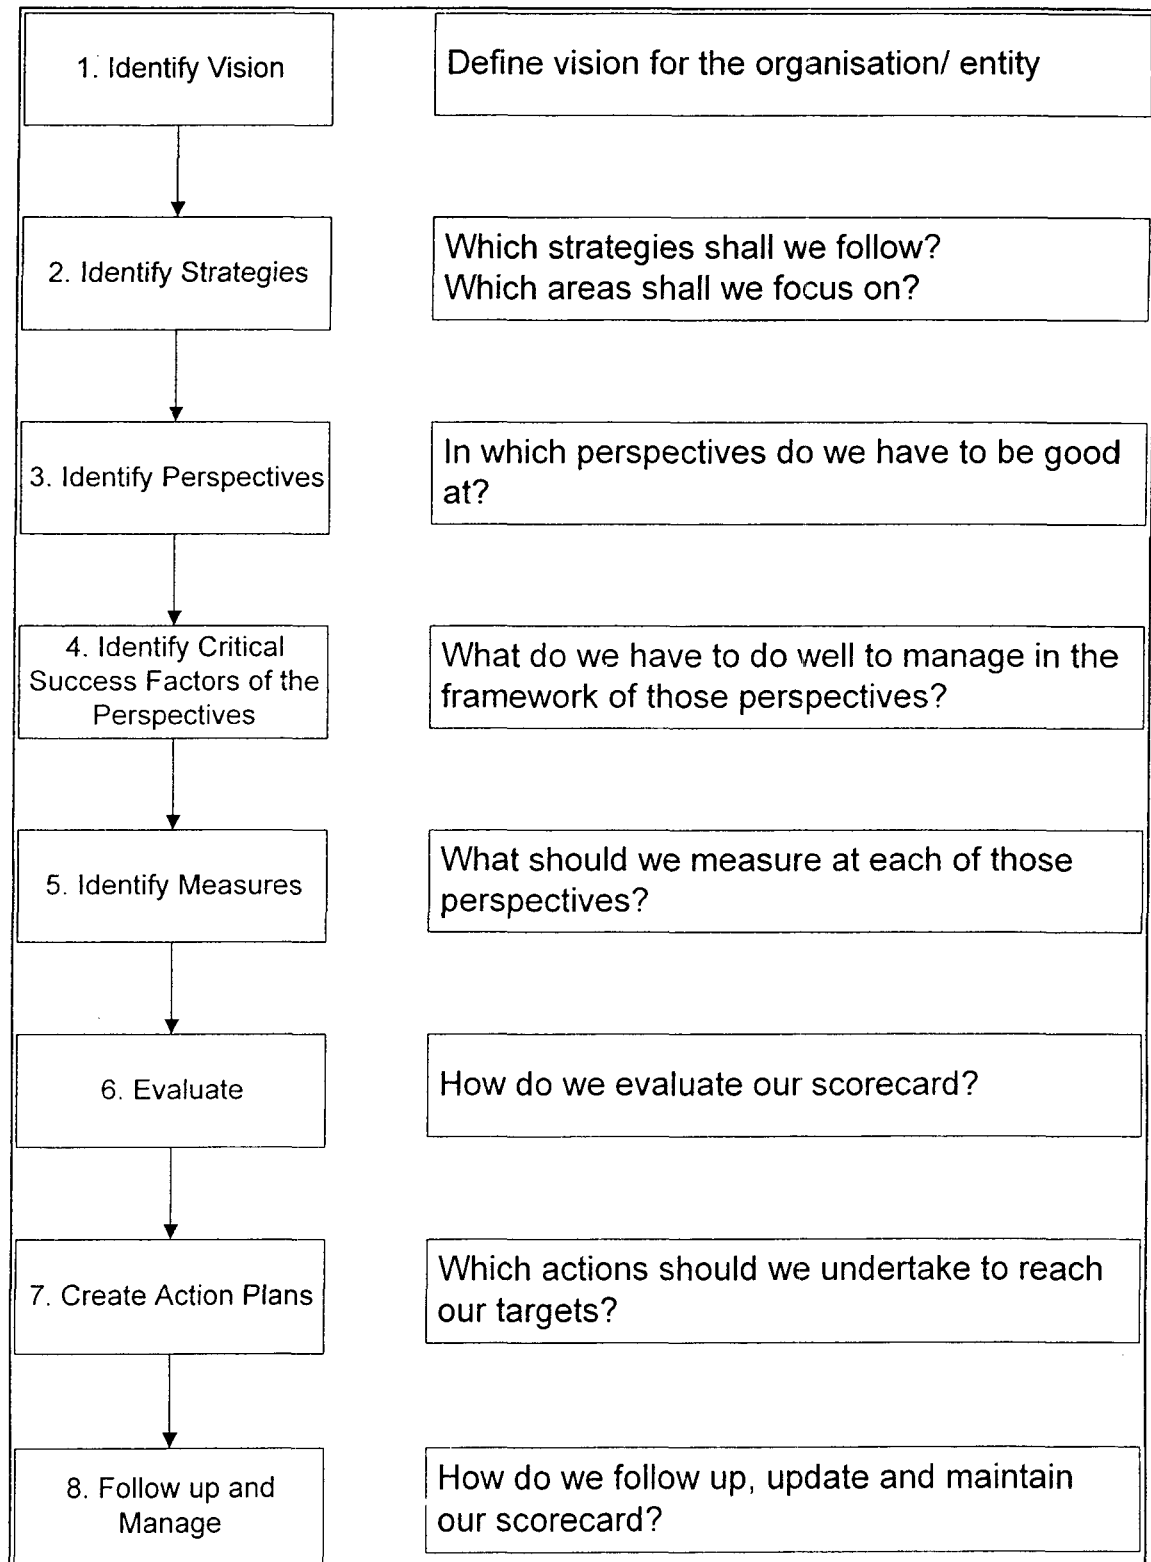 1. Identify Vision
Define vision for the organisation/ entity
2. Identify Strategies
Which strategies shall we follow?
Which areas shall we focus on?
3. Identify Perspectives
In which perspectives do we have to be good
at?
4. Identify Critical
Success Factors of the
Perspectives
What do we have to do well to manage in the
framework of those perspectives?
5. Identify Measures
What should we measure at each of those
perspectives?
6. Evaluate
How do we evaluate our scorecard?
7. Create Action Plans
Which actions should we undertake to reach
our targets?
8. Follow up and
Manage
How do we follow up, update and maintain
our scorecard?